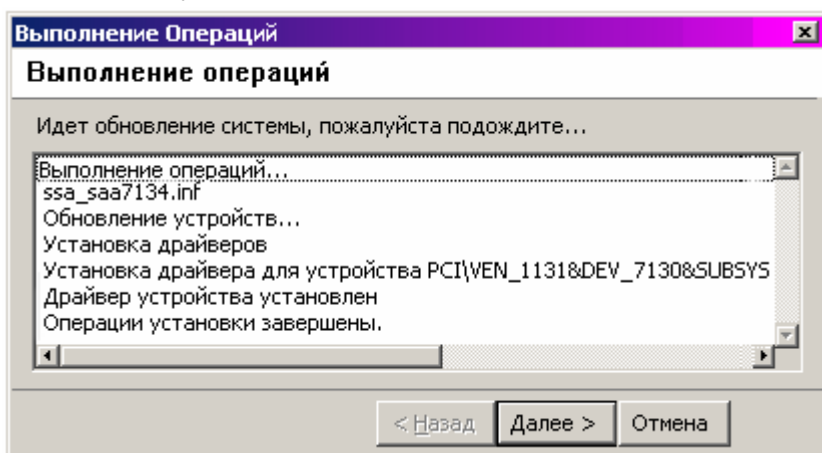 Выполнение Операций
Выполнение операций
Идет обновление системы, пожалуйста подождите...
Выполнение операций...
ssa_saa7134.inf
Обновление устройств...
Установка драйверов
Установка драйвера для устройства PCI\VEN_1131&DEV_7130&SUBSYS
Драйвер устройства установлен
Операции установки завершены.
< Назад Далее > Отмена